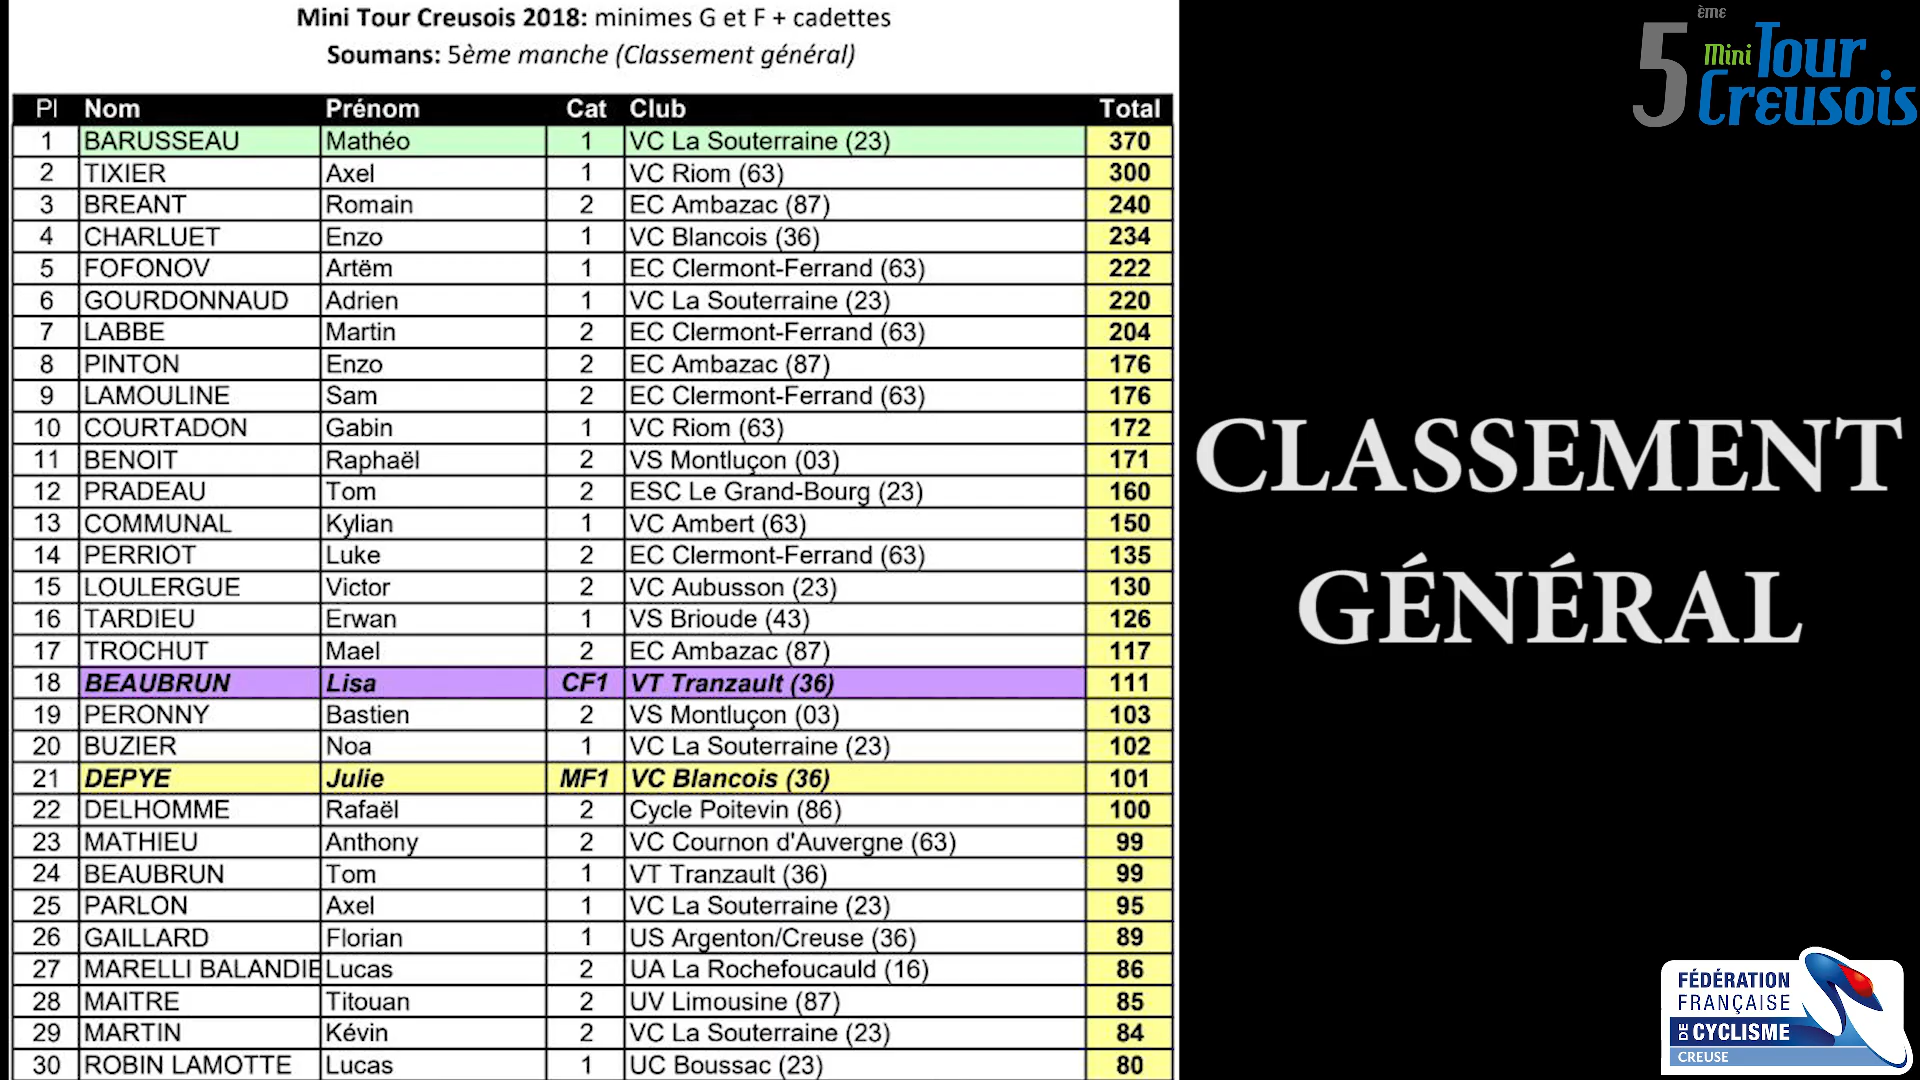 Mini Tour Creusois 2018: minimes G et F + cadettes
Soumans: 5ème manche (Classement général)
Pl Nom Prénom Cat Club Total
1 BARUSSEAU Mathéo 1 VC La Souterraine (23) 370
2 TIXIER Axel 1 VC Riom (63) 300
3 BREANT Romain 2 EC Ambazac (87) 240
4 CHARLUET Enzo 1 VC Blancois (36) 234
5 FOFONOV Artëm 1 EC Clermont-Ferrand (63) 222
6 GOURDONNAUD Adrien 1 VC La Souterraine (23) 220
7 LABBE Martin 2 EC Clermont-Ferrand (63) 204
8 PINTON Enzo 2 EC Ambazac (87) 176
9 LAMOULINE Sam 2 EC Clermont-Ferrand (63) 176
10 COURTADON Gabin 1 VC Riom (63) 172
11 BENOIT Raphaël 2 VS Montluçon (03) 171
12 PRADEAU Tom 2 ESC Le Grand-Bourg (23) 160
13 COMMUNAL Kylian 1 VC Ambert (63) 150
14 PERRIOT Luke 2 EC Clermont-Ferrand (63) 135
15 LOULERGUE Victor 2 VC Aubusson (23) 130
16 TARDIEU Erwan 1 VS Brioude (43) 126
17 TROCHUT Mael 2 EC Ambazac (87) 117
18 BEAUBRUN Lisa CF1 VT Tranzault (36) 111
19 PERONNY Bastien 2 VS Montluçon (03) 103
20 BUZIER Noa 1 VC La Souterraine (23) 102
21 DEPYE Julie MF1 VC Blancois (36) 101
22 DELHOMME Rafaël 2 Cycle Poitevin (86) 100
23 MATHIEU Anthony 2 VC Cournon d'Auvergne (63) 99
24 BEAUBRUN Tom 1 VT Tranzault (36) 99
25 PARLON Axel 1 VC La Souterraine (23) 95
26 GAILLARD Florian 1 US Argenton/Creuse (36) 89
27 MARELLI BALANDIE Lucas 2 UA La Rochefoucauld (16) 86
28 MAITRE Titouan 2 UV Limousine (87) 85
29 MARTIN Kévin 2 VC La Souterraine (23) 84
30 ROBIN LAMOTTE Lucas 1 UC Boussac (23) 80
5ème Mini Tour
Creusois
CLASSEMENT
GÉNÉRAL
FÉDÉRATION
FRANÇAISE
DE CYCLISME
CREUSE